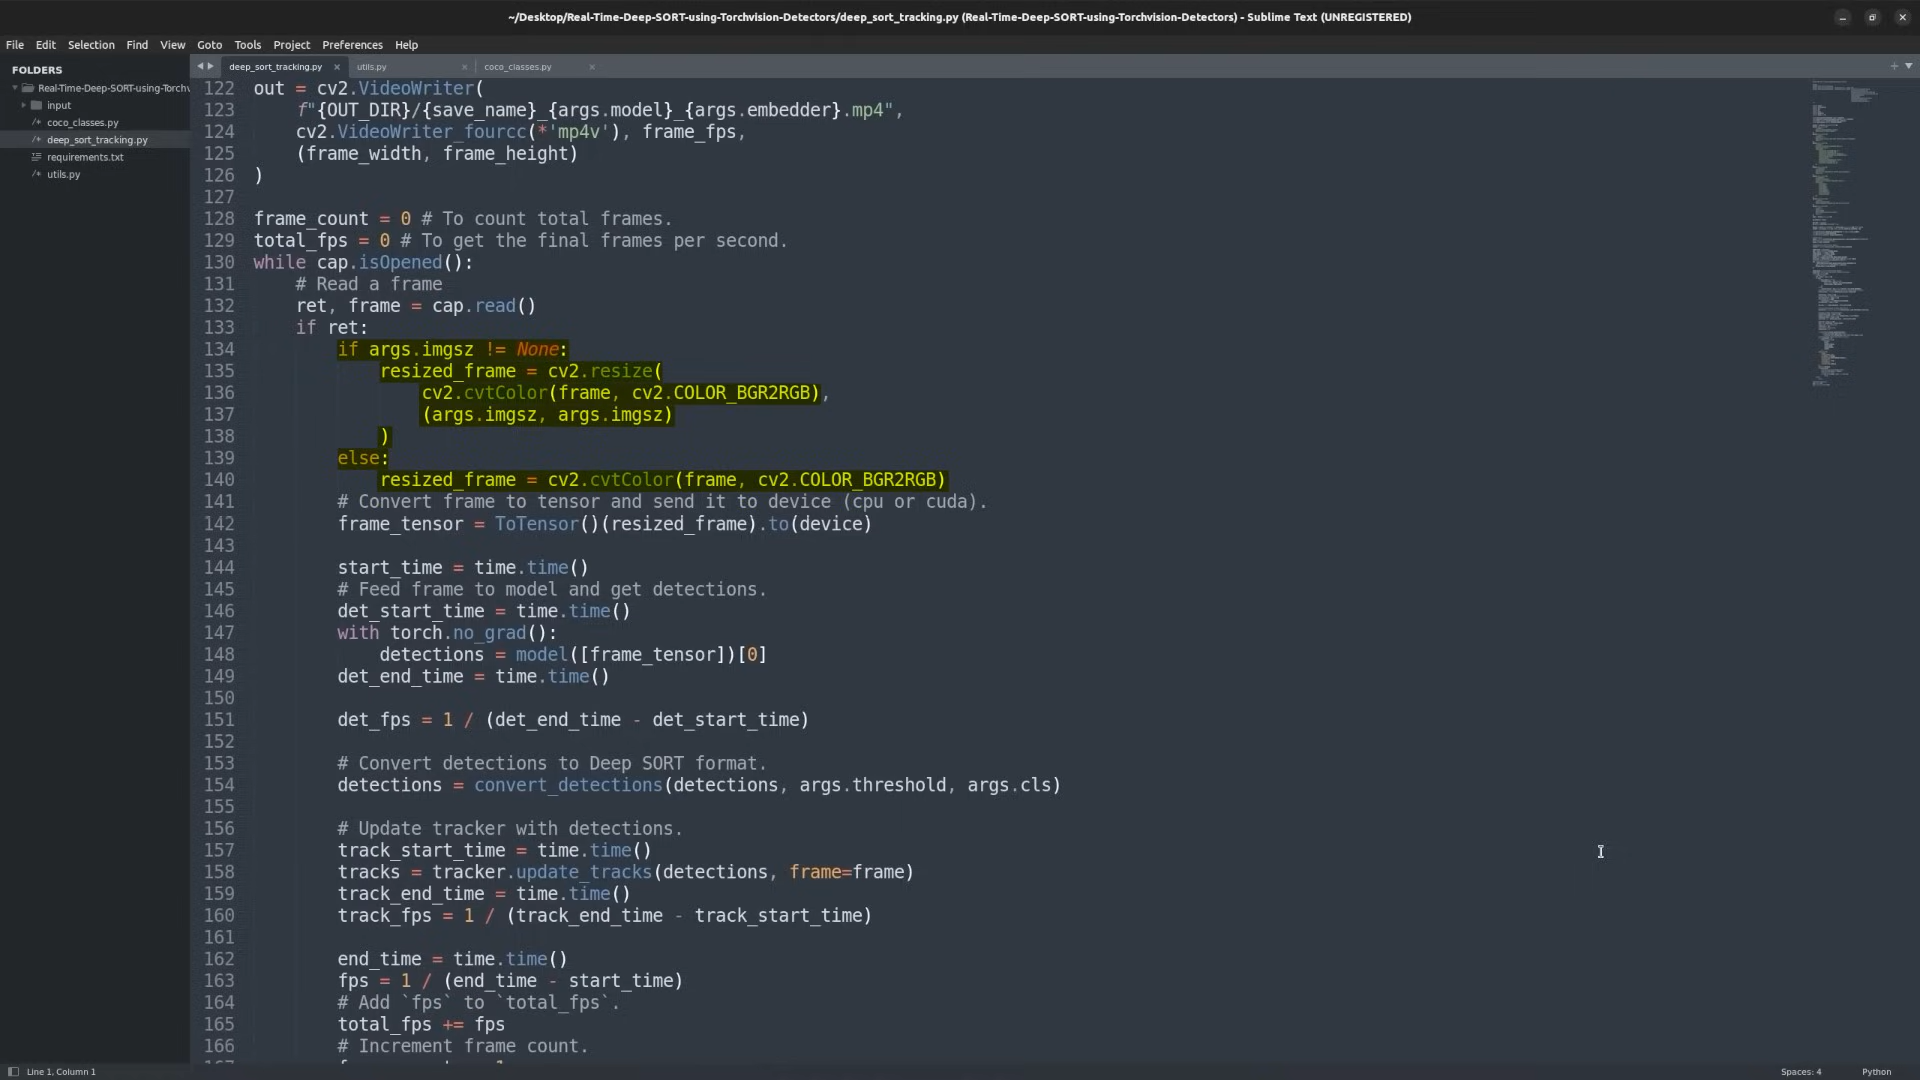 ~/Desktop/Real-Time-Deep-SORT-using-Torchvision-Detectors/deep_sort_tracking.py (Real-Time-Deep-SORT-using-Torchvision-Detectors) - Sublime Text (UNREGISTERED)
File Edit Selection Find View Goto Tools Project Preferences Help
FOLDERS
Real-Time-Deep-SORT-using-Torchv
input
coco_classes.py
deep_sort_tracking.py
requirements.txt
utils.py
deep_sort_tracking.py utils.py coco_classes.py
122 out = cv2.VideoWriter(
123     f"{OUT_DIR}/{save_name}_{args.model}_{args.embedder}.mp4",
124     cv2.VideoWriter_fourcc(*'mp4v'), frame_fps,
125     (frame_width, frame_height)
126 )
127
128 frame_count = 0 # To count total frames.
129 total_fps = 0 # To get the final frames per second.
130 while cap.isOpened():
131     # Read a frame
132     ret, frame = cap.read()
133     if ret:
134         if args.imgsz != None:
135             resized_frame = cv2.resize(
136                 cv2.cvtColor(frame, cv2.COLOR_BGR2RGB),
137                 (args.imgsz, args.imgsz)
138             )
139         else:
140             resized_frame = cv2.cvtColor(frame, cv2.COLOR_BGR2RGB)
141         # Convert frame to tensor and send it to device (cpu or cuda).
142         frame_tensor = ToTensor()(resized_frame).to(device)
143
144         start_time = time.time()
145         # Feed frame to model and get detections.
146         det_start_time = time.time()
147         with torch.no_grad():
148             detections = model([frame_tensor])[0]
149         det_end_time = time.time()
150
151         det_fps = 1 / (det_end_time - det_start_time)
152
153         # Convert detections to Deep SORT format.
154         detections = convert_detections(detections, args.threshold, args.cls)
155
156         # Update tracker with detections.
157         track_start_time = time.time()
158         tracks = tracker.update_tracks(detections, frame=frame)
159         track_end_time = time.time()
160         track_fps = 1 / (track_end_time - track_start_time)
161
162         end_time = time.time()
163         fps = 1 / (end_time - start_time)
164         # Add `fps` to `total_fps`.
165         total_fps += fps
166         # Increment frame count.
Line 1, Column 1
Spaces: 4 Python